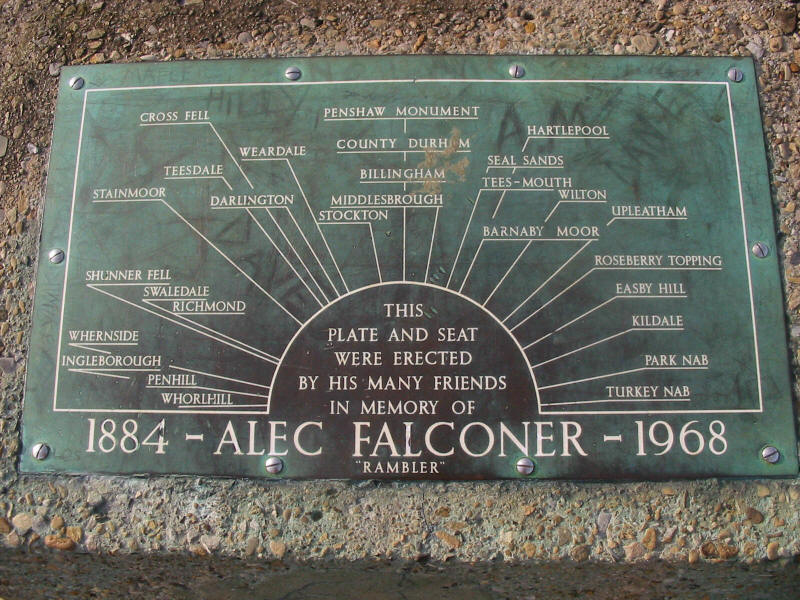 CROSS FELL
PENSHAW MONUMENT
HARTLEPOOL
WEARDALE
COUNTY DURHAM
SEAL SANDS
TEESDALE
BILLINGHAM
TEES-MOUTH
STAINMOOR
DARLINGTON
MIDDLESBROUGH
WILTON
STOCKTON
UPLEATHAM
BARNABY MOOR
SHUNNER FELL
ROSEBERRY TOPPING
SWALEDALE
EASBY HILL
RICHMOND
KILDALE
WHERNSIDE
INGLEBOROUGH
PARK NAB
PENHILL
TURKEY NAB
WHORLHILL
THIS
PLATE AND SEAT
WERE ERECTED
BY HIS MANY FRIENDS
IN MEMORY OF
1884 - ALEC FALCONER - 1968
"RAMBLER"
HILLY
DAVE